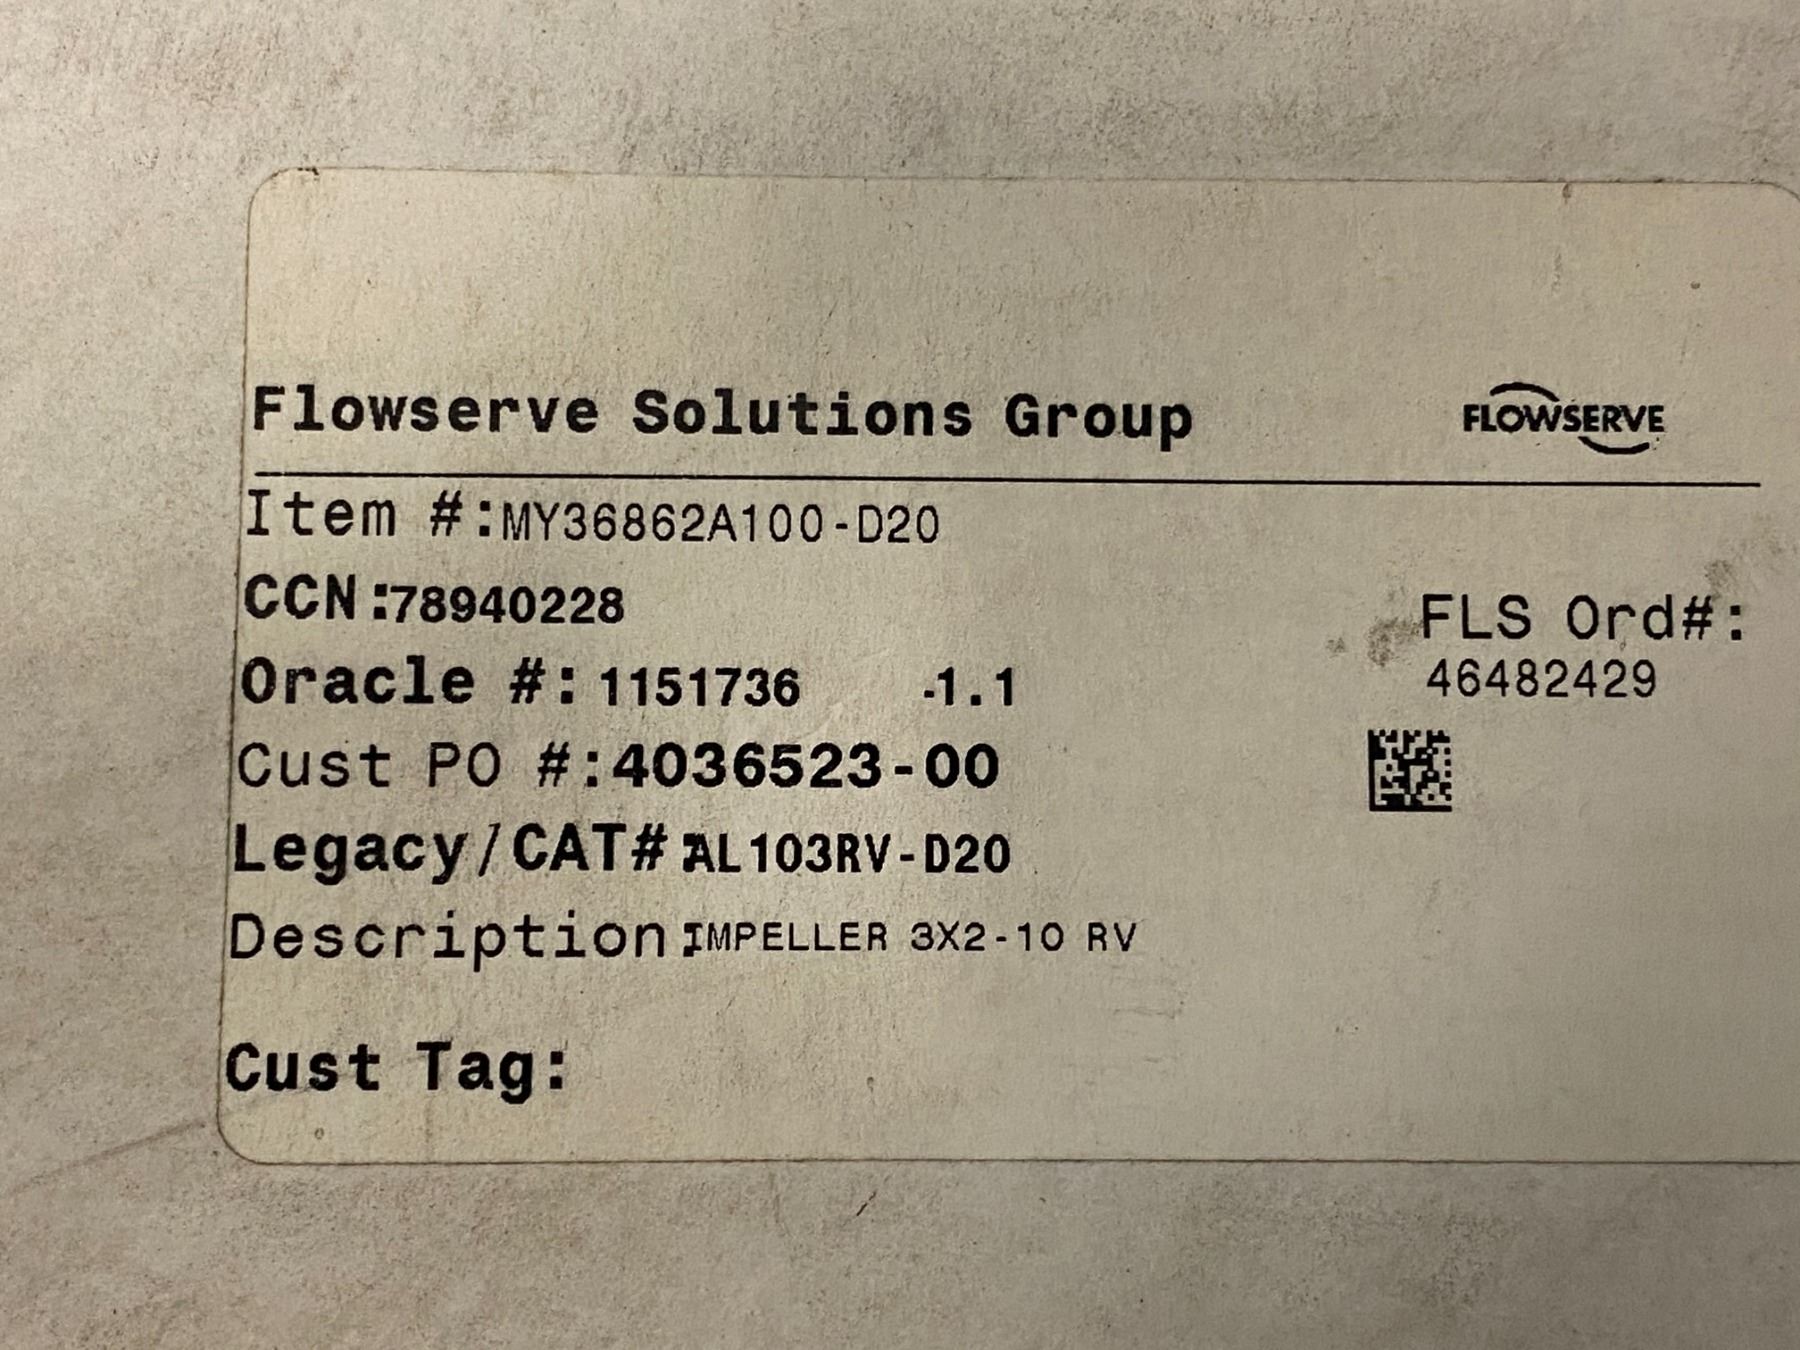 Flowserve Solutions Group
FLOWSERVE
Item #:MY36862A100-D20
CCN:78940228
FLS Ord#:
46482429
Oracle #: 1151736 -1.1
Cust PO #:4036523-00
Legacy/CAT#:AL103RV-D20
Description:IMPELLER 3X2-10 RV
Cust Tag: